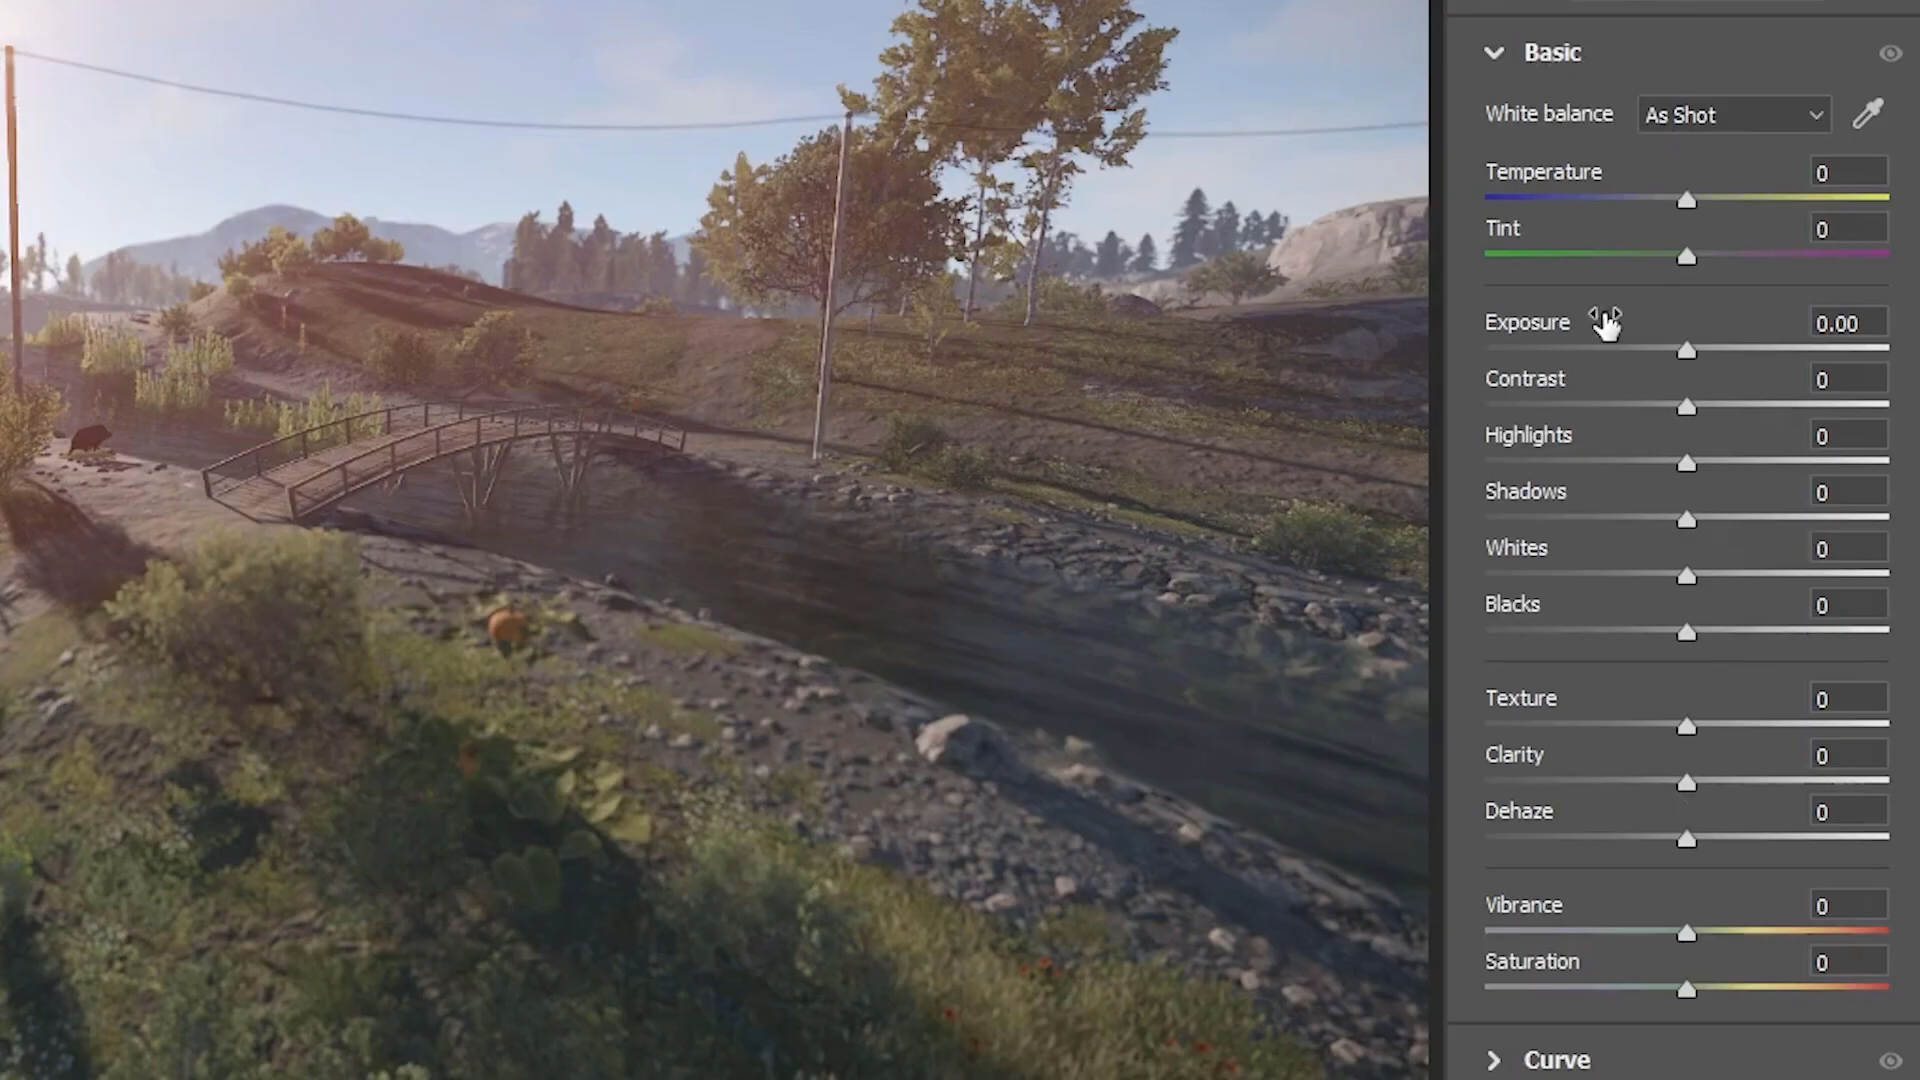 Basic
White balance As Shot
Temperature 0
Tint 0
Exposure 0.00
Contrast 0
Highlights 0
Shadows 0
Whites 0
Blacks 0
Texture 0
Clarity 0
Dehaze 0
Vibrance 0
Saturation 0
Curve